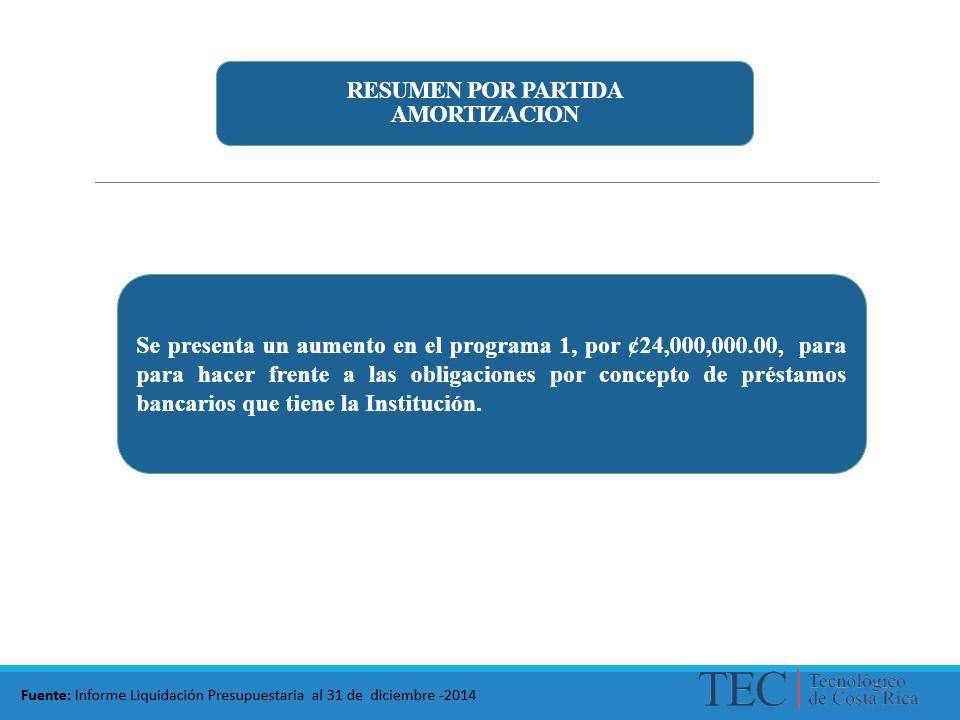 RESUMEN POR PARTIDA
AMORTIZACION
Se presenta un aumento en el programa 1, por ¢24,000,000.00, para
para hacer frente a las obligaciones por concepto de préstamos
bancarios que tiene la Institución.
Fuente: Informe Liquidación Presupuestaria al 31 de diciembre -2014
TEC
Tecnológico
de Costa Rica